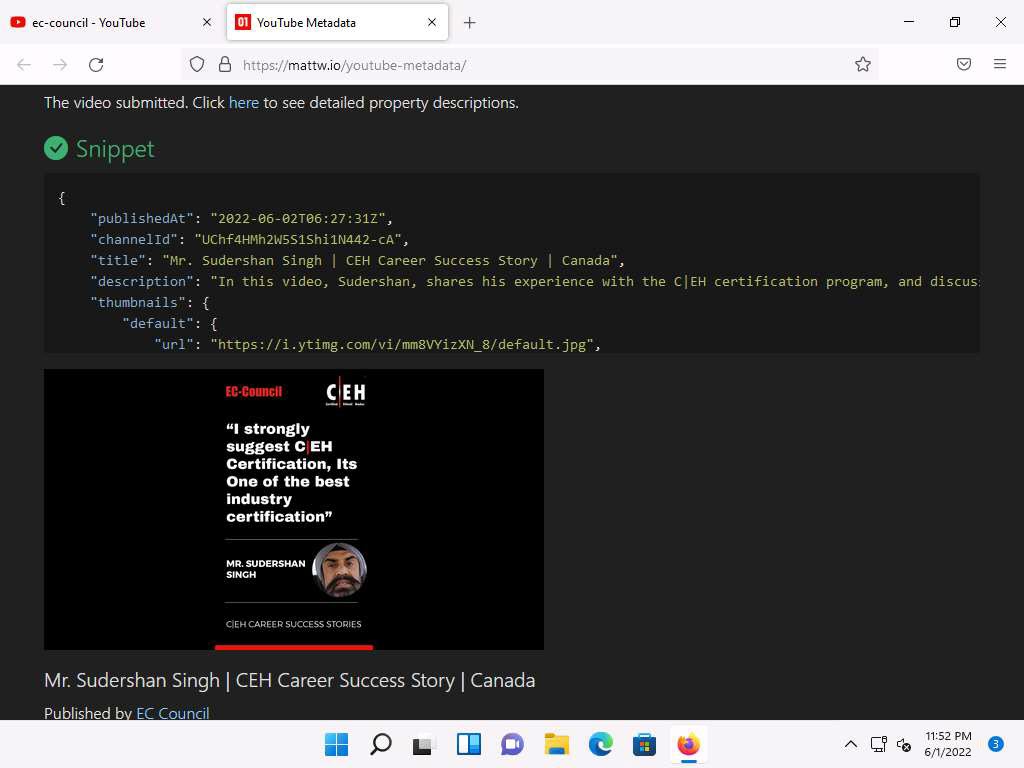 ec-council - YouTube
YouTube Metadata
https://mattw.io/youtube-metadata/
The video submitted. Click here to see detailed property descriptions.
Snippet
{
"publishedAt": "2022-06-02T06:27:31Z",
"channelId": "UChf4HMh2W5S1Shi1N442-cA",
"title": "Mr. Sudershan Singh | CEH Career Success Story | Canada",
"description": "In this video, Sudershan, shares his experience with the C|EH certification program, and discus
"thumbnails": {
"default": {
"url": "https://i.ytimg.com/vi/mm8VYizXN_8/default.jpg",
EC-Council
C|EH
“I strongly
suggest C|EH
Certification, Its
One of the best
industry
certification”
MR. SUDERSHAN
SINGH
C|EH CAREER SUCCESS STORIES
Mr. Sudershan Singh | CEH Career Success Story | Canada
Published by EC Council
11:52 PM
6/1/2022
3